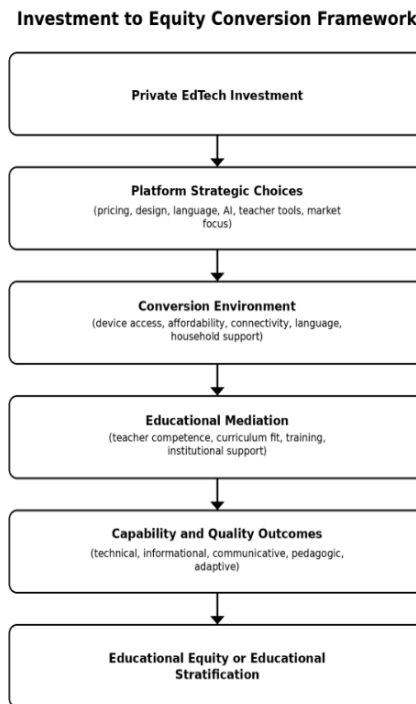 Investment to Equity Conversion Framework
Private EdTech Investment
Platform Strategic Choices
(pricing, design, language, AI, teacher tools, market
focus)
Conversion Environment
(device access, affordability, connectivity, language,
household support)
Educational Mediation
(teacher competence, curriculum fit, training,
institutional support)
Capability and Quality Outcomes
(technical, informational, communicative, pedagogic,
adaptive)
Educational Equity or Educational
Stratification